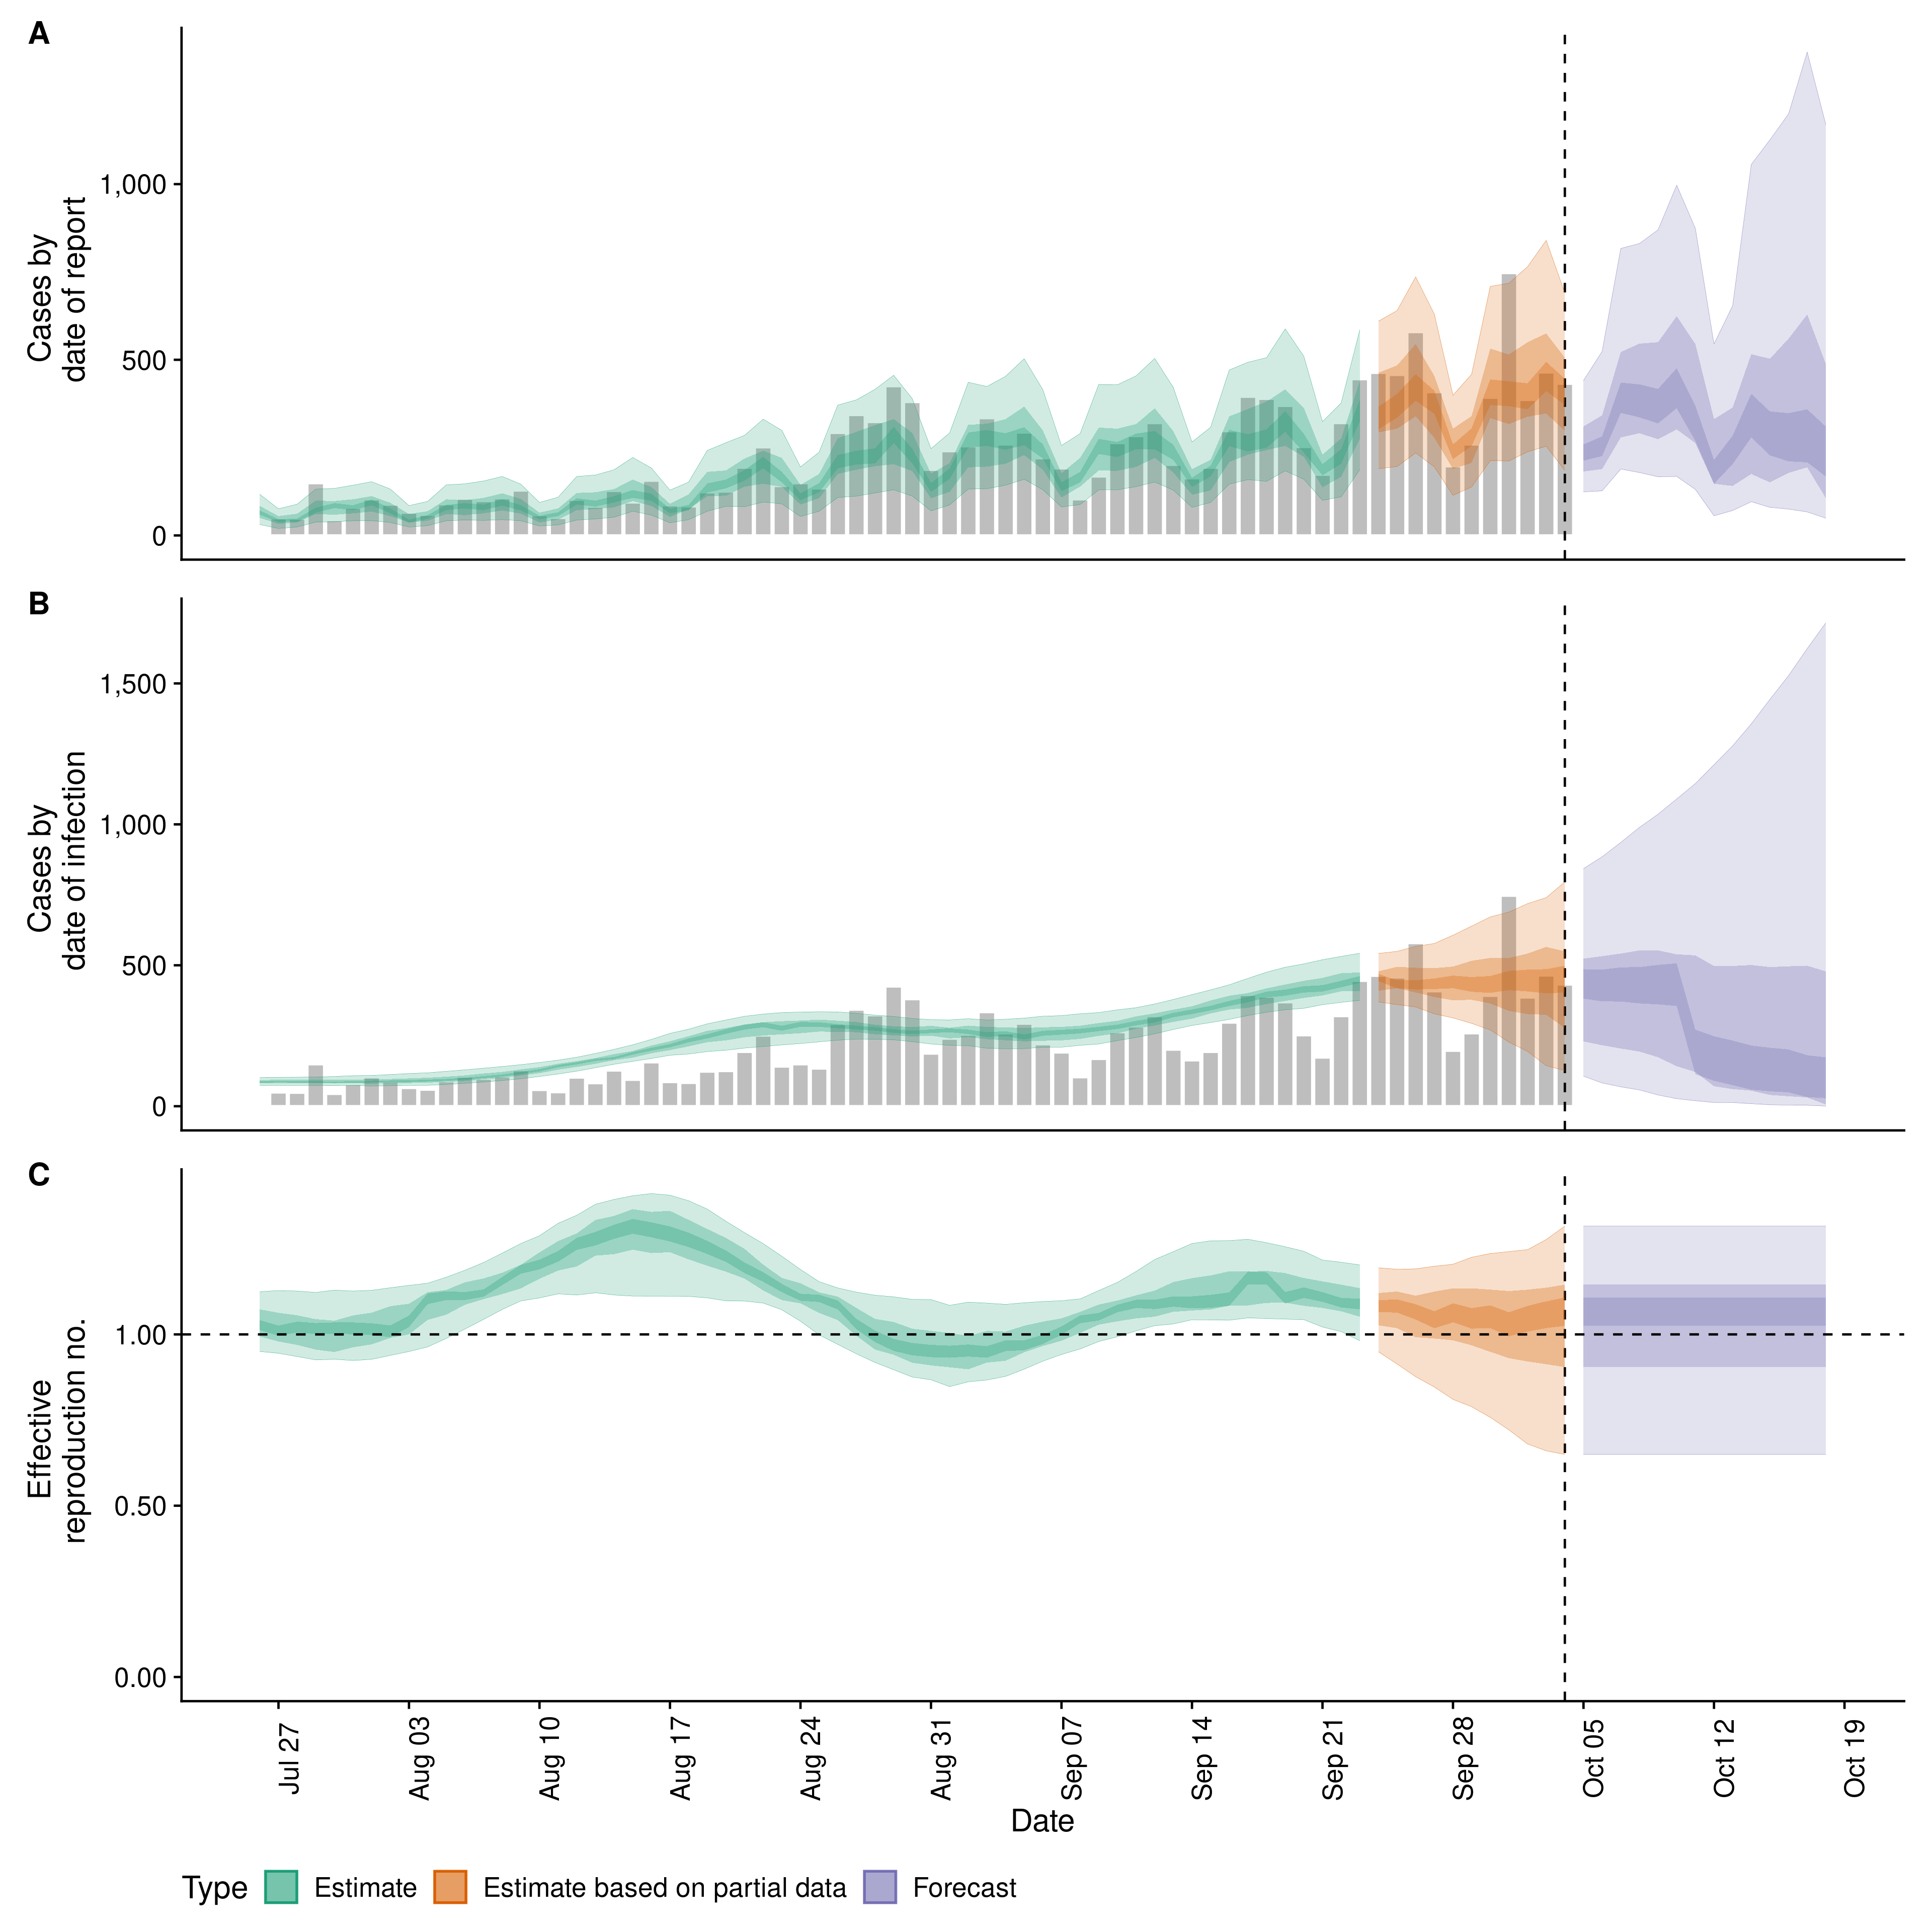 A
Cases by
date of report
1,000
500
0
B
Cases by
date of infection
1,500
1,000
500
0
C
Effective
reproduction no.
1.00
0.50
0.00
Jul 27
Aug 03
Aug 10
Aug 17
Aug 24
Aug 31
Sep 07
Sep 14
Sep 21
Sep 28
Oct 05
Oct 12
Oct 19
Date
Type Estimate Estimate based on partial data Forecast